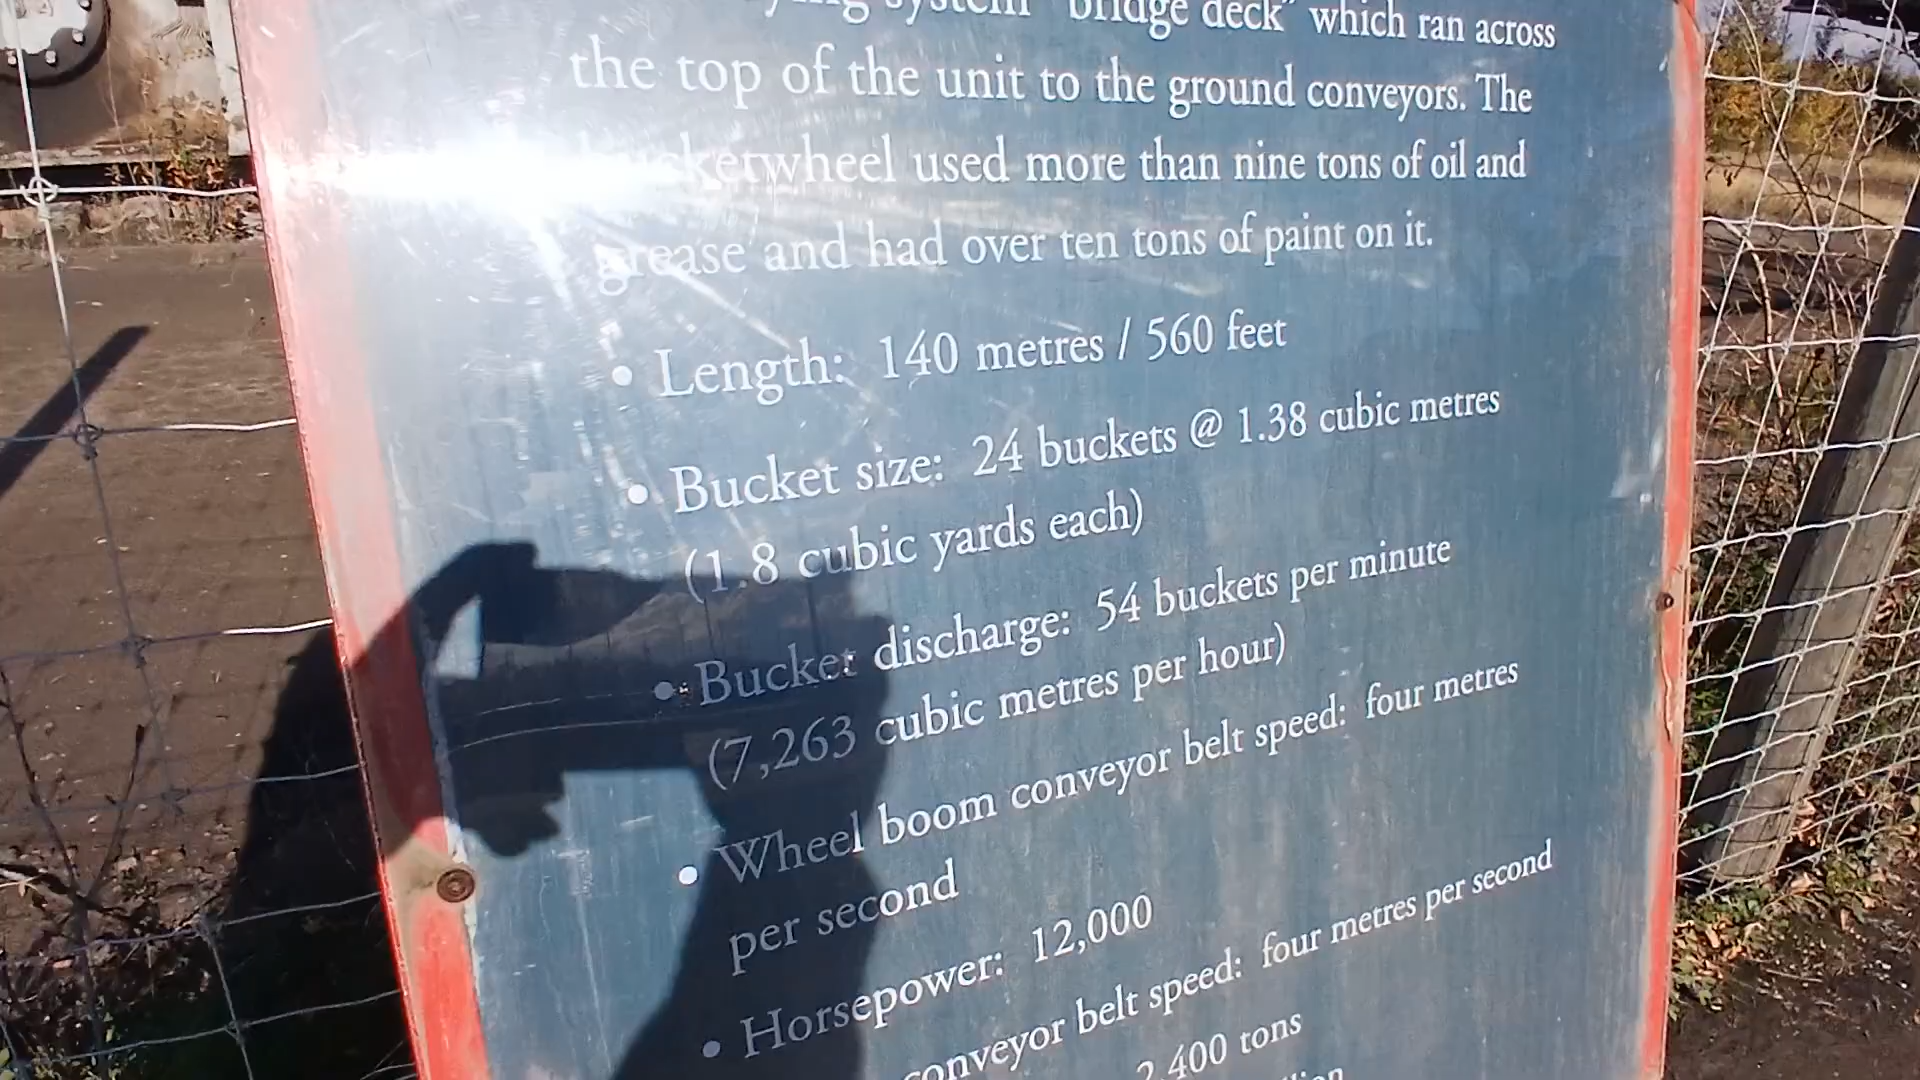 system "bridge deck" which ran across
the top of the unit to the ground conveyors. The
bucketwheel used more than nine tons of oil and
grease and had over ten tons of paint on it.
• Length: 140 metres / 560 feet
• Bucket size: 24 buckets @ 1.38 cubic metres
(1.8 cubic yards each)
• Bucket discharge: 54 buckets per minute
(7,263 cubic metres per hour)
• Wheel boom conveyor belt speed: four metres
per second
• Horsepower: 12,000
conveyor belt speed: four metres per second
2,400 tons